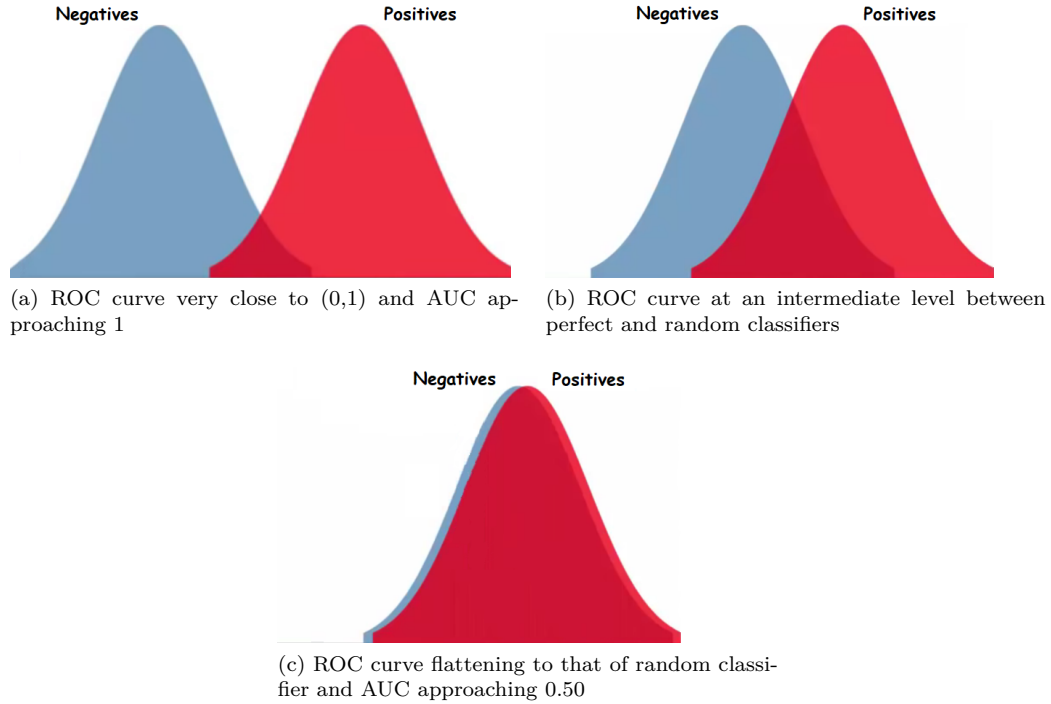 Negatives Positives
Negatives Positives
(a) ROC curve very close to (0,1) and AUC ap-
proaching 1
(b) ROC curve at an intermediate level between
perfect and random classifiers
Negatives Positives
(c) ROC curve flattening to that of random classi-
fier and AUC approaching 0.50